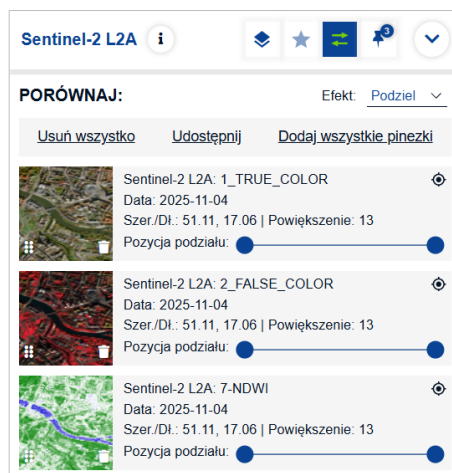 Sentinel-2 L2A i 3
PORÓWNAJ: Efekt: Podziel
Usuń wszystko Udostępnij Dodaj wszystkie pinezki
Sentinel-2 L2A: 1_TRUE_COLOR
Data: 2025-11-04
Szer./Dł.: 51.11, 17.06 | Powiększenie: 13
Pozycja podziału:
Sentinel-2 L2A: 2_FALSE_COLOR
Data: 2025-11-04
Szer./Dł.: 51.11, 17.06 | Powiększenie: 13
Pozycja podziału:
Sentinel-2 L2A: 7-NDWI
Data: 2025-11-04
Szer./Dł.: 51.11, 17.06 | Powiększenie: 13
Pozycja podziału: